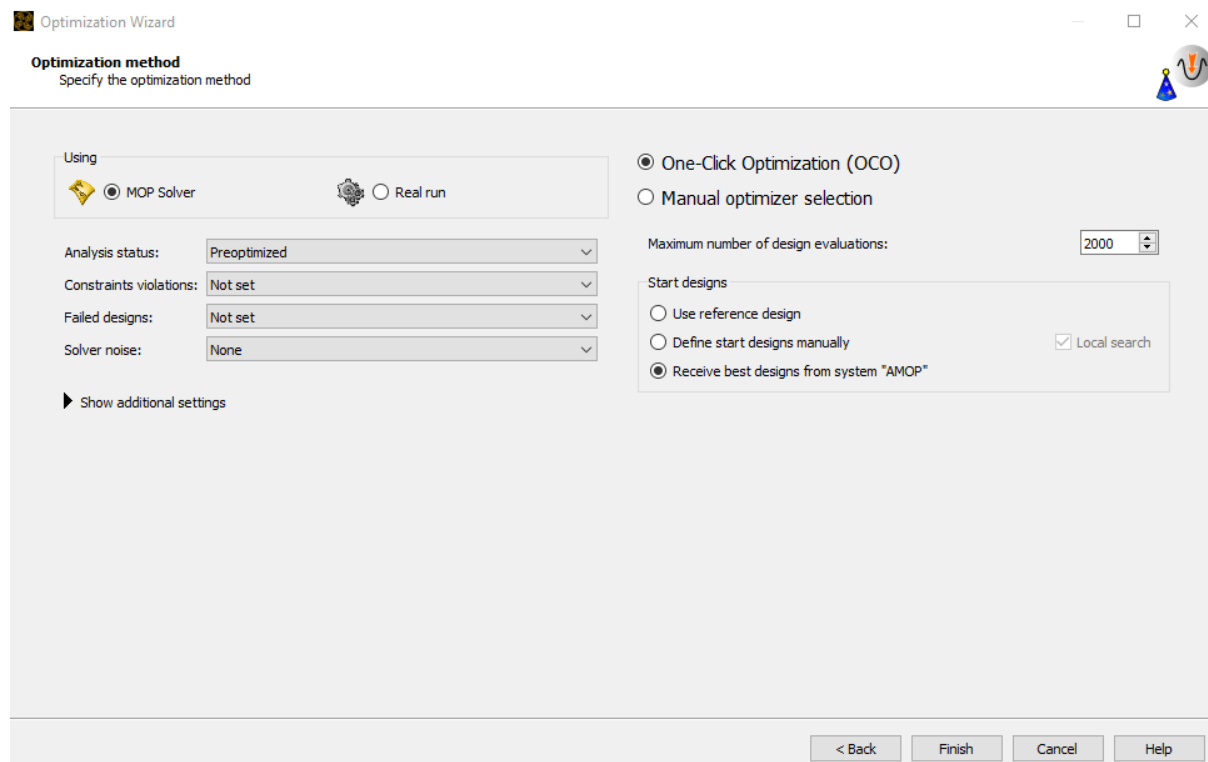 Optimization Wizard
Optimization method
Specify the optimization method
Using
MOP Solver
Real run
Analysis status: Preoptimized
Constraints violations: Not set
Failed designs: Not set
Solver noise: None
Show additional settings
One-Click Optimization (OCO)
Manual optimizer selection
Maximum number of design evaluations: 2000
Start designs
Use reference design
Define start designs manually Local search
Receive best designs from system "AMOP"
< Back Finish Cancel Help